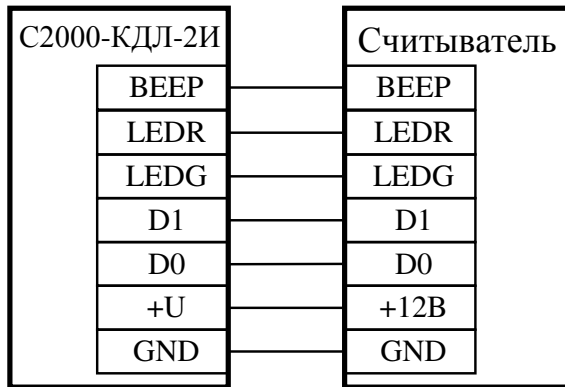 С2000-КДЛ-2И Считыватель
BEEP BEEP
LEDR LEDR
LEDG LEDG
D1 D1
D0 D0
+U +12В
GND GND